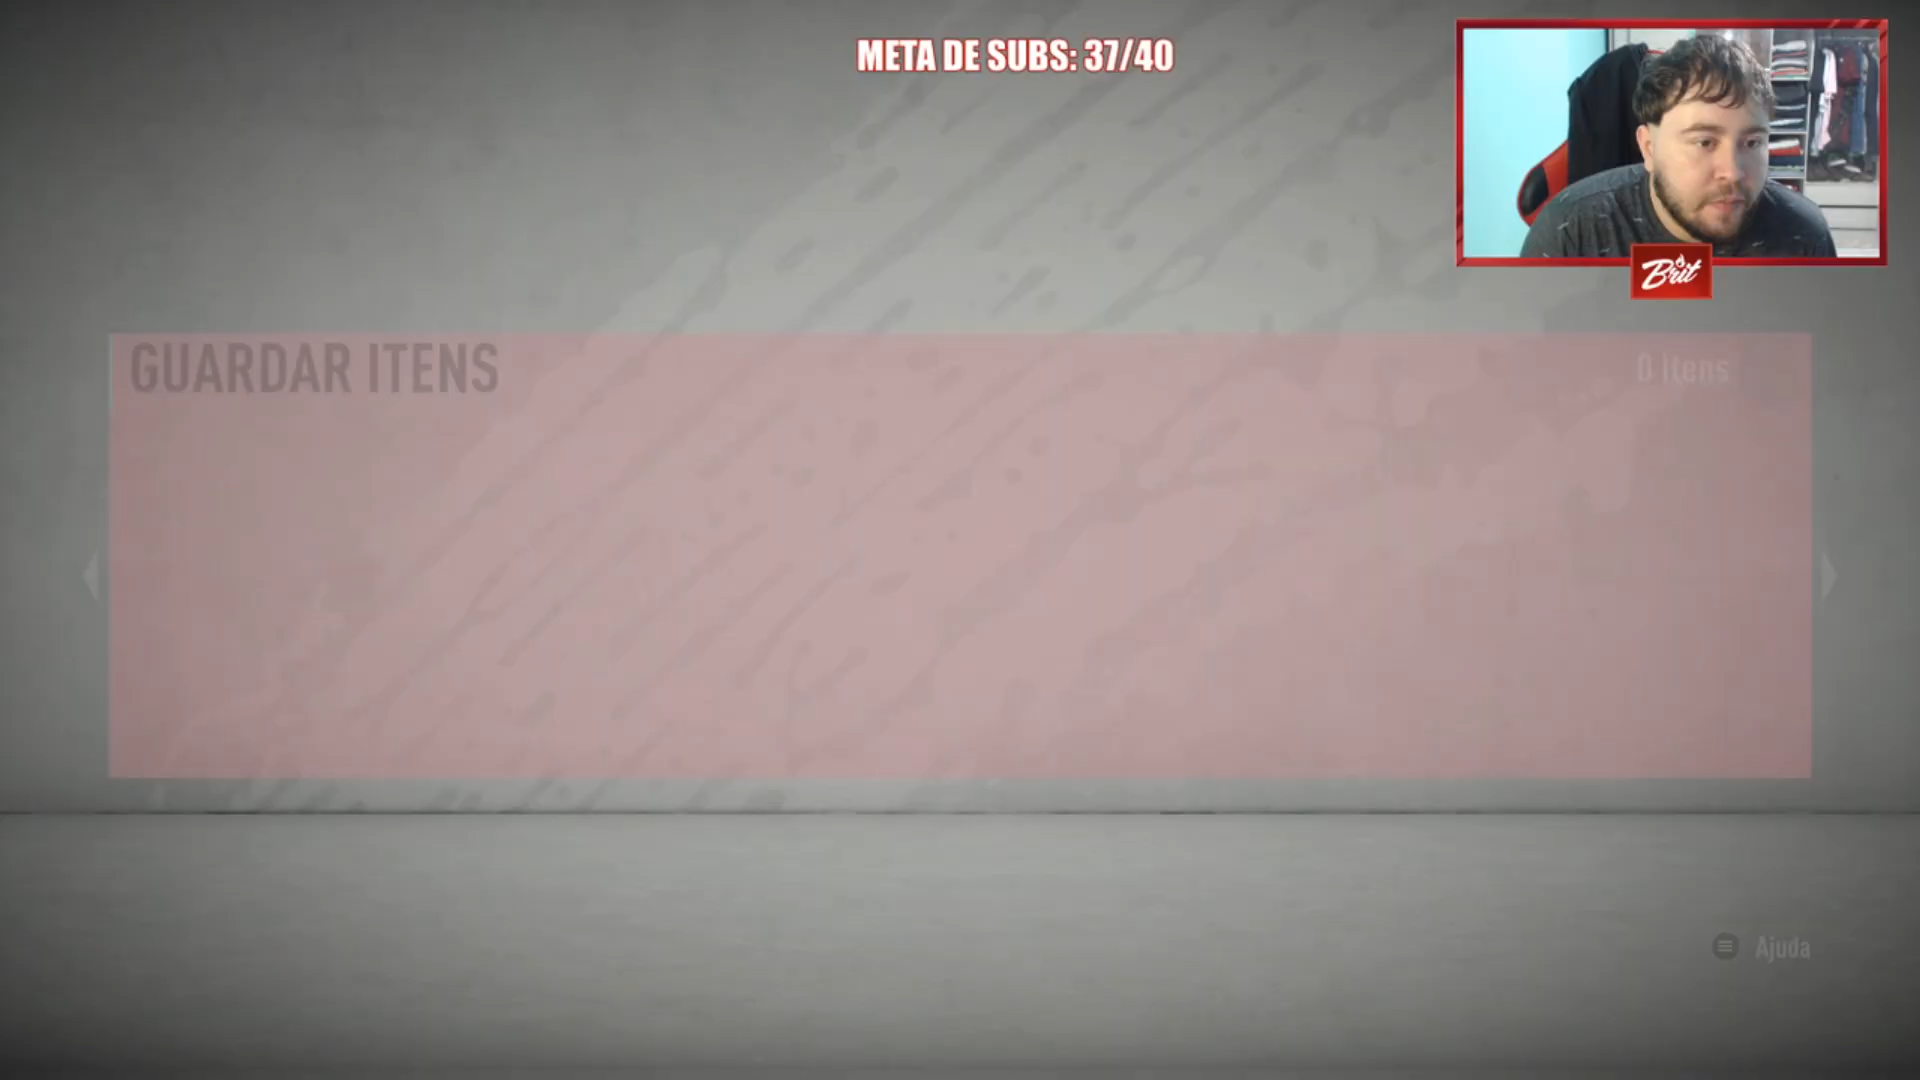 META DE SUBS: 37/40
Brit
GUARDAR ITENS
0 Itens
Ajuda